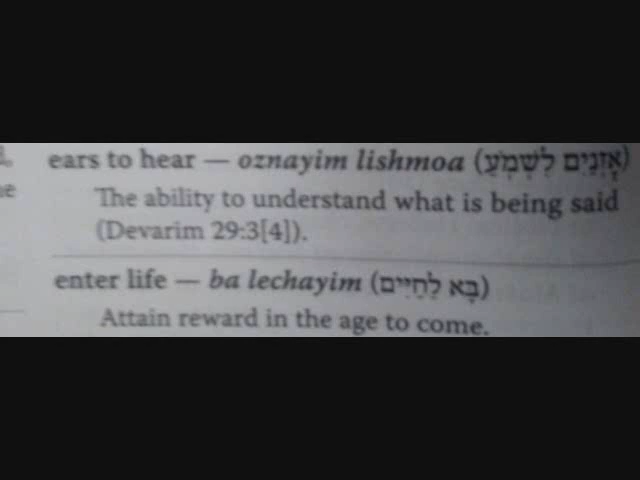 ears to hear — oznayim lishmoa (אָזְנַיִם לִשְׁמֹעַ)
The ability to understand what is being said
(Devarim 29:3[4]).
enter life — ba lechayim (בָּא לַחַיִּים)
Attain reward in the age to come.